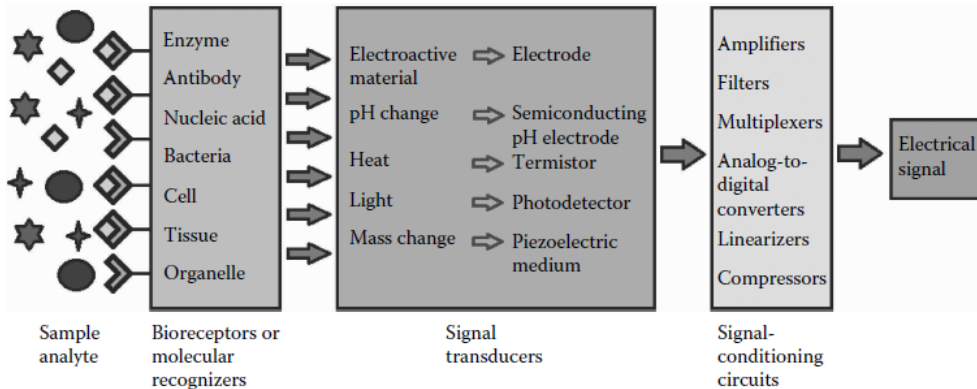 Enzyme
Antibody
Nucleic acid
Bacteria
Cell
Tissue
Organelle
Electroactive
material
Electrode
pH change
Semiconducting
pH electrode
Heat
Termistor
Light
Photodetector
Mass change
Piezoelectric
medium
Amplifiers
Filters
Multiplexers
Analog-to-
digital
converters
Linearizers
Compressors
Electrical
signal
Sample
analyte
Bioreceptors or
molecular
recognizers
Signal
transducers
Signal-
conditioning
circuits